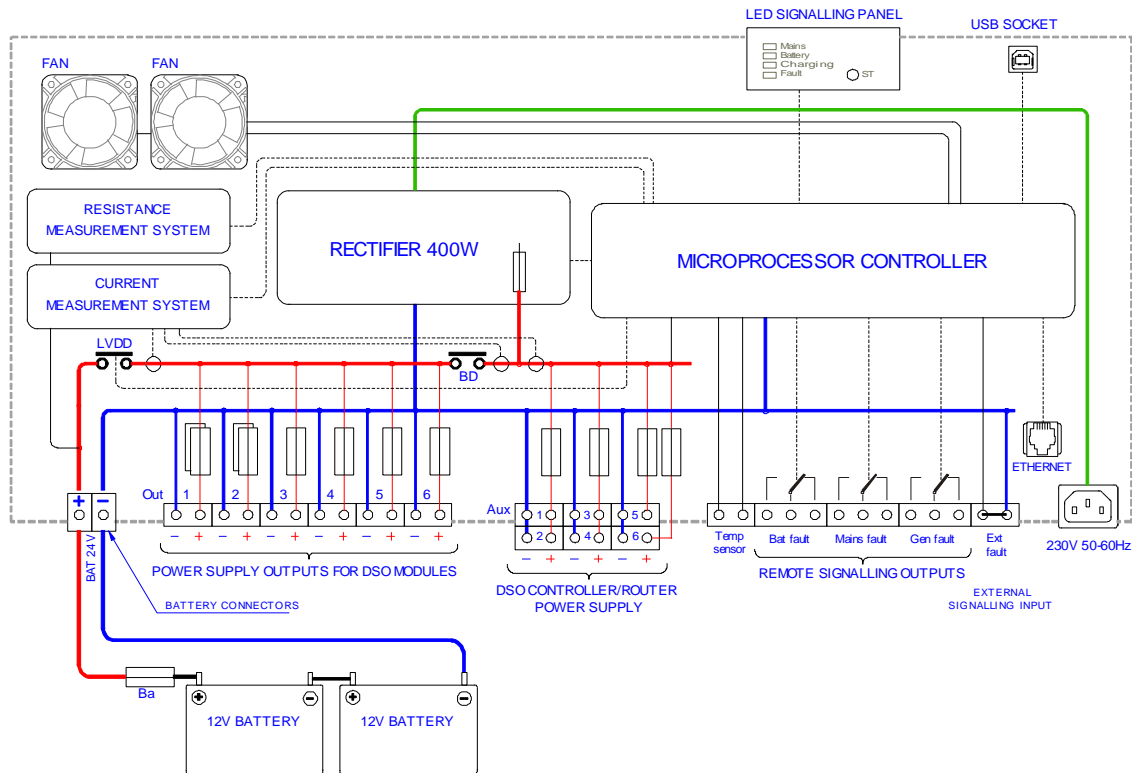 LED SIGNALLING PANEL
USB SOCKET
Mains
Battery
Charging
Fault
ST
FAN
FAN
RESISTANCE
MEASUREMENT SYSTEM
RECTIFIER 400W
MICROPROCESSOR CONTROLLER
CURRENT
MEASUREMENT SYSTEM
LVDD
BD
ETHERNET
+ −
Out 1 2 3 4 5 6
Aux 1 3 5
2 4 6
− + − + − + − + − + − +
− + − + − +
BAT 24V
POWER SUPPLY OUTPUTS FOR DSO MODULES
DSO CONTROLLER/ROUTER
POWER SUPPLY
Temp
sensor
Bat fault
Mains fault
Gen fault
Ext
fault
230V 50-60Hz
REMOTE SIGNALLING OUTPUTS
EXTERNAL
SIGNALLING INPUT
BATTERY CONNECTORS
Ba
+ −
+ −
12V BATTERY
12V BATTERY